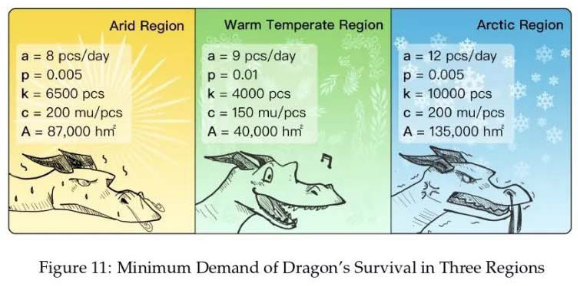 Arid Region
a = 8 pcs/day
p = 0.005
k = 6500 pcs
c = 200 mu/pcs
A = 87,000 hm²
Warm Temperate Region
a = 9 pcs/day
p = 0.01
k = 4000 pcs
c = 150 mu/pcs
A = 40,000 hm²
Arctic Region
a = 12 pcs/day
p = 0.005
k = 10000 pcs
c = 200 mu/pcs
A = 135,000 hm²
Figure 11: Minimum Demand of Dragon's Survival in Three Regions